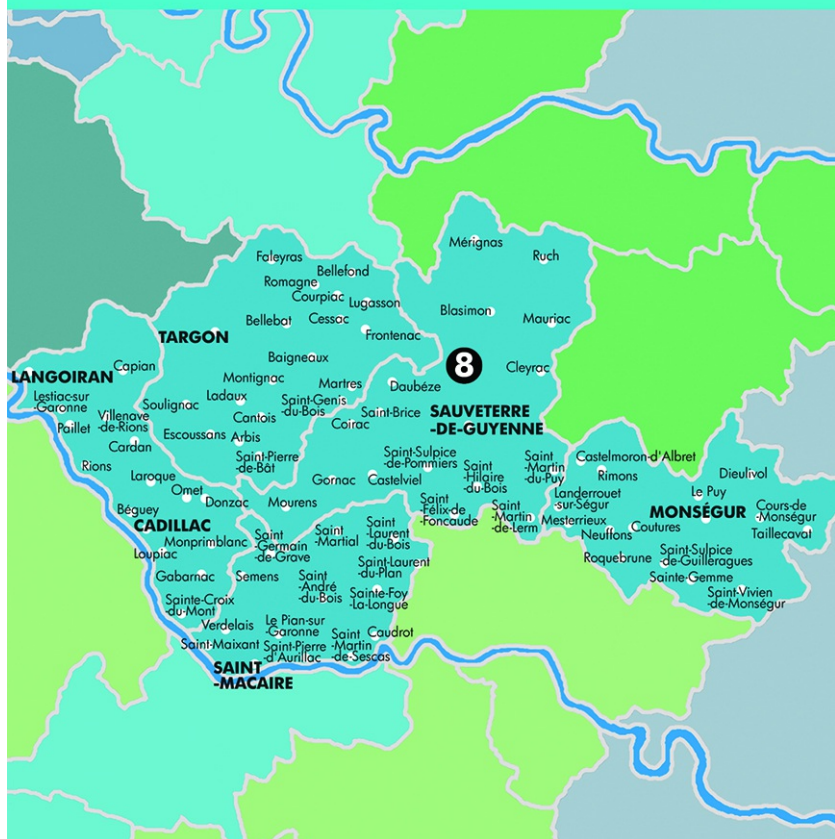 Mérignas
Ruch
Faleyras
Bellefond
Romagne
Courpiac
Lugasson
Blasimon
Bellebat
Cessac
Mauriac
TARGON
Frontenac
Baigneaux
8
Capian
Cleyrac
LANGOIRAN
Montignac
Martres
Daubéze
Lestiac-sur
-Garonne
Ladaux
Saint-Genis
-du-Bois
Soulignac
Saint-Brice
SAUVETERRE
-DE-GUYENNE
Villenave
-de-Rions
Paillet
Cantois
Coirac
Escoussans
Arbis
Cardan
Saint-Pierre
-de-Bât
Saint-Sulpice
-de-Pommiers
Saint
-Hilaire
du-Bois
Saint
-Martin
du-Puy
Castelmoron-d'Albret
Rions
Rimons
Dieulivol
Laroque
Gornac
Castelviel
Landerrouet
-sur-Ségur
Le Puy
Omet
Donzac
Mourens
Saint
-Félix-de
-Foncaude
Saint
-Martin
-de-Lerm
MONSÉGUR
Cours-de
-Monségur
Béguey
CADILLAC
Mesterrieux
Neuffons
Coutures
Taillecavat
Monprimblanc
Saint
-Germain
-de-Grave
Saint
-Martial
Saint
-Laurent
-du-Bois
Loupiac
Roquebrune
Saint-Sulpice
-de-Guilleragues
Saint-Laurent
-du-Plan
Gabarnac
Semens
Saint
-André
-du-Bois
Sainte-Gemme
Sainte-Foy
-La-Longue
Saint-Vivien
-de-Monségur
Sainte-Croix
-du-Mont
Verdelais
Le Pian-sur
-Garonne
Saint
-Martin
-de-Sescas
Caudrot
Saint-Maixant
Saint-Pierre
-d'Aurillac
SAINT
-MACAIRE